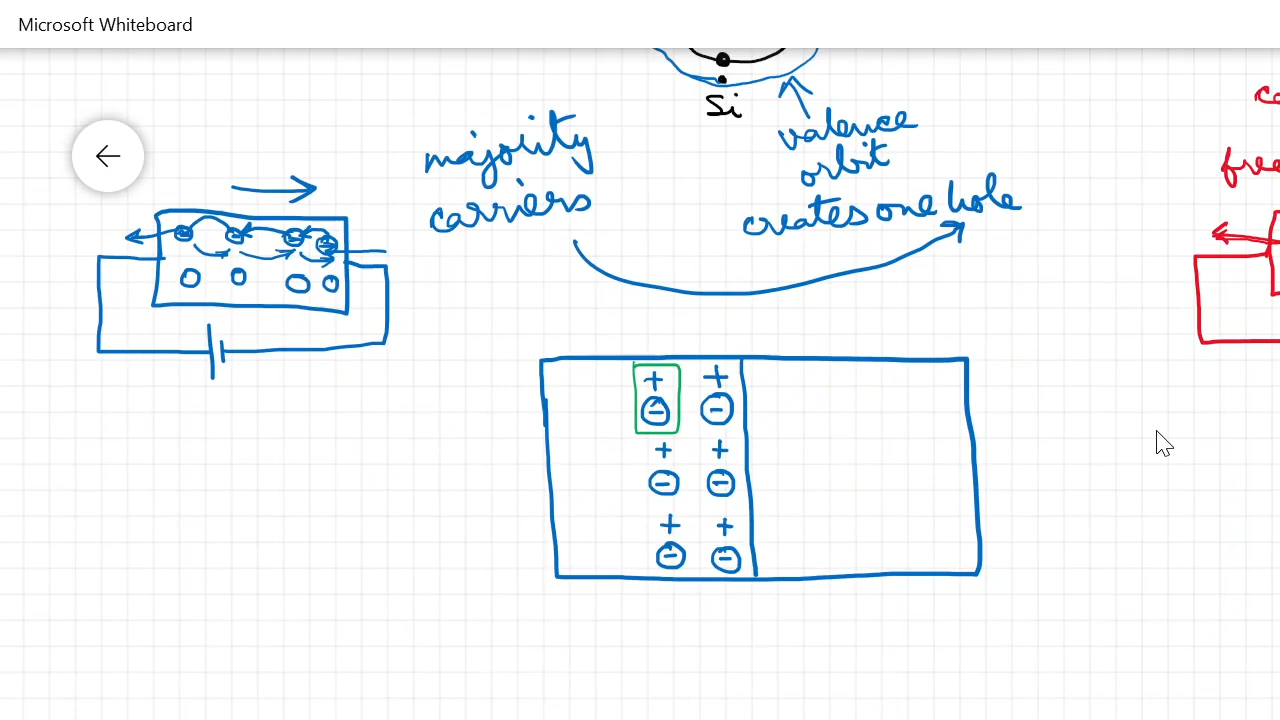 Microsoft Whiteboard
Si
majority
carriers
valence
orbit
creates one hole
+ +
- -
+ +
- -
+ +
- -